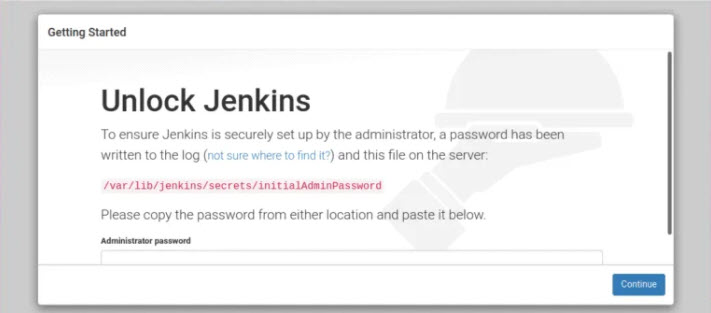 Getting Started
Unlock Jenkins
To ensure Jenkins is securely set up by the administrator, a password has been
written to the log (not sure where to find it?) and this file on the server:
/var/lib/jenkins/secrets/initialAdminPassword
Please copy the password from either location and paste it below.
Administrator password
Continue